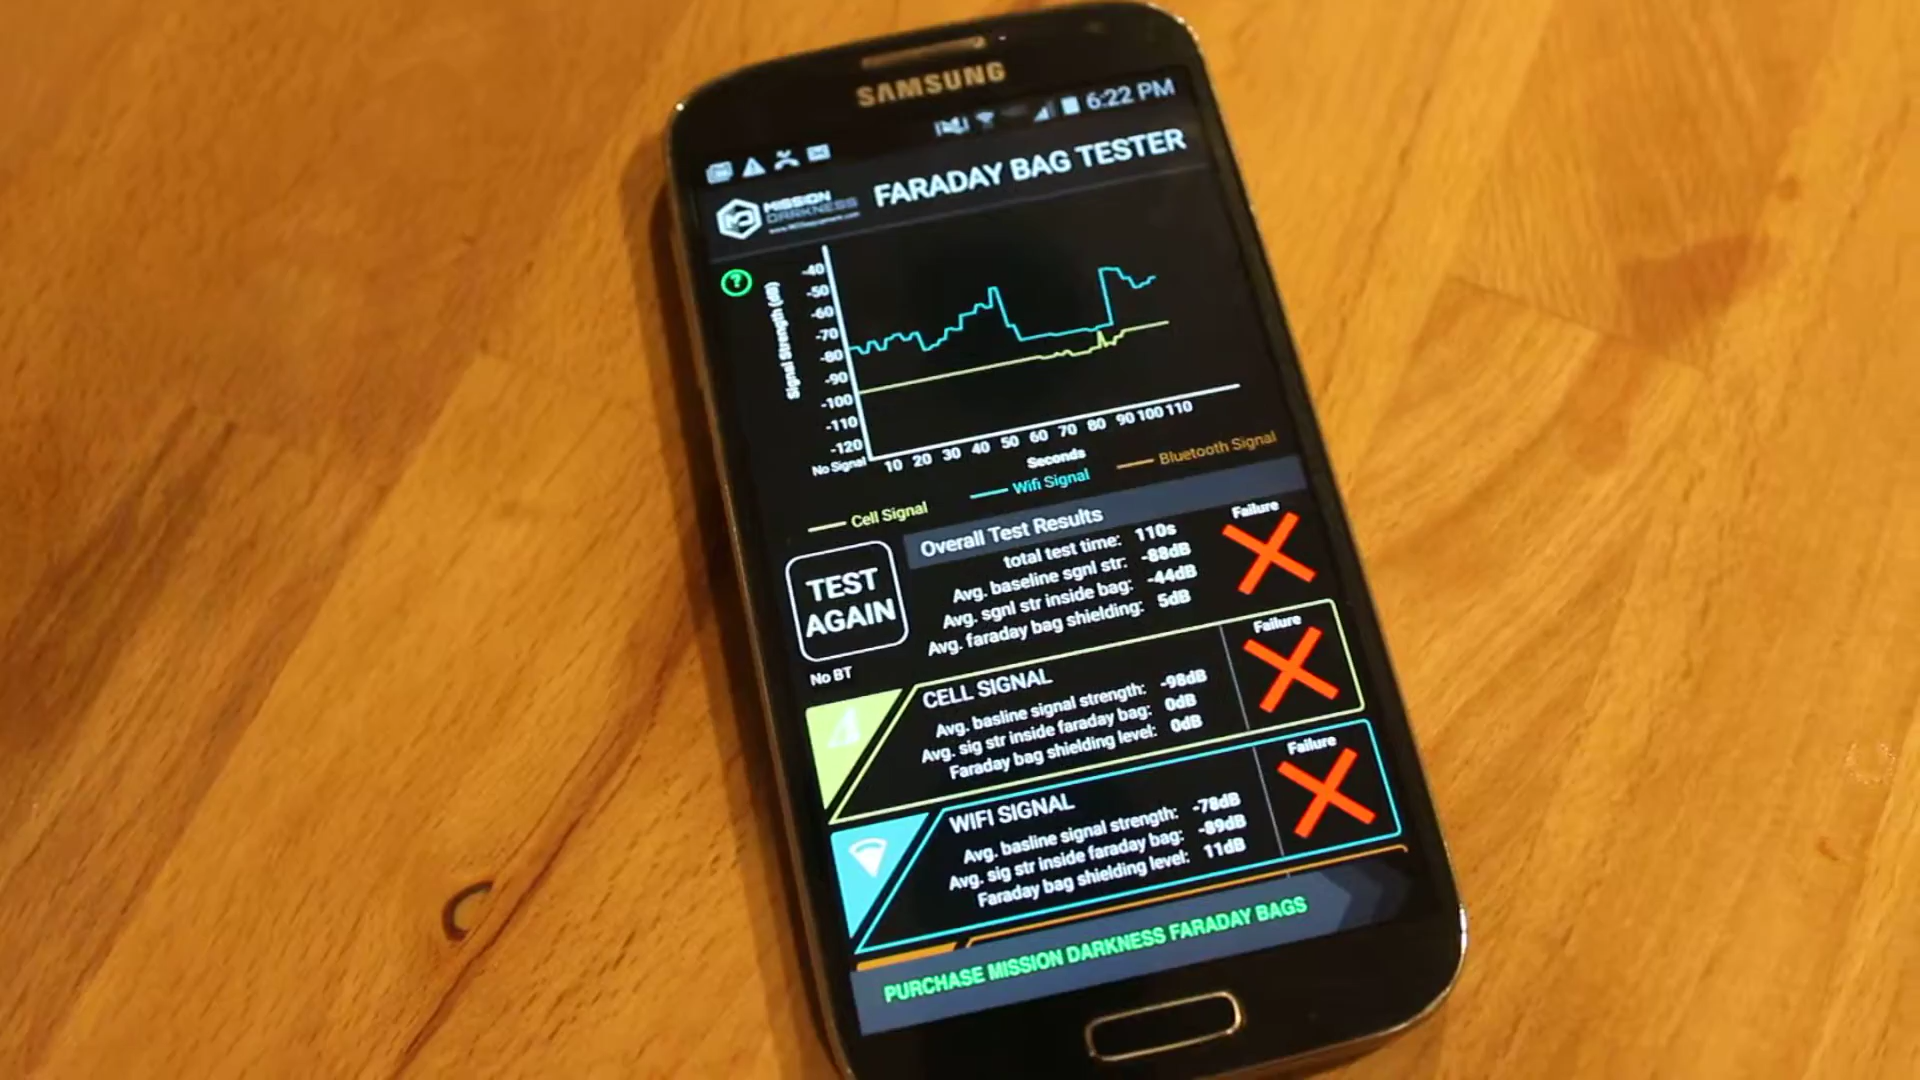 SAMSUNG
6:22 PM
MISSION
DARKNESS
FARADAY BAG TESTER
?
Signal Strength (dB)
-40
-50
-60
-70
-80
-90
-100
-110
-120
No Signal
10 20 30 40 50 60 70 80 90 100 110
Seconds
Cell Signal
Wifi Signal
Bluetooth Signal
TEST
AGAIN
No BT
Overall Test Results
total test time: 110s
Avg. baseline sgnl str: -88dB
Avg. sgnl str inside bag: -44dB
Avg. faraday bag shielding: 5dB
Failure
CELL SIGNAL
Avg. basline signal strength: -98dB
Avg. sig str inside faraday bag: 0dB
Faraday bag shielding level: 0dB
Failure
WIFI SIGNAL
Avg. basline signal strength: -78dB
Avg. sig str inside faraday bag: -89dB
Faraday bag shielding level: 11dB
Failure
PURCHASE MISSION DARKNESS FARADAY BAGS